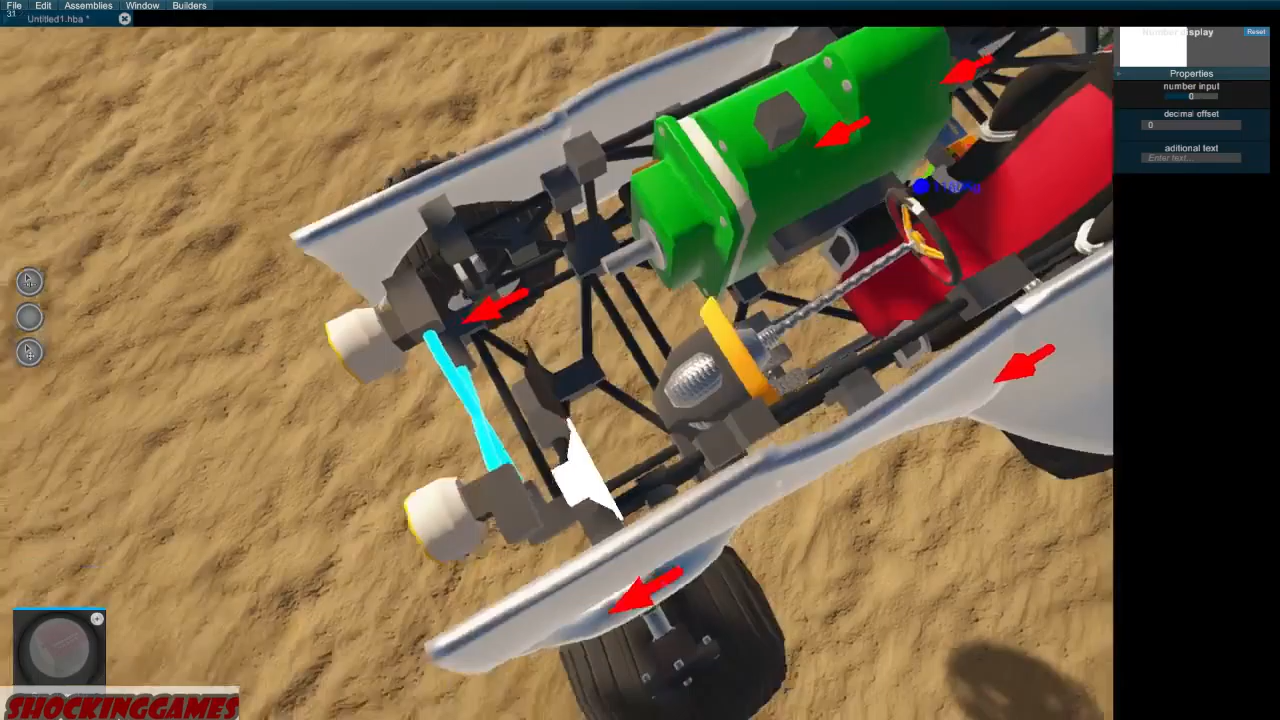 File Edit Assemblies Window Builders
31
Untitled1.hba *
Number display
Reset
Properties
number input
0
decimal offset
0
aditional text
Enter text...
SHOCKINGGAMES